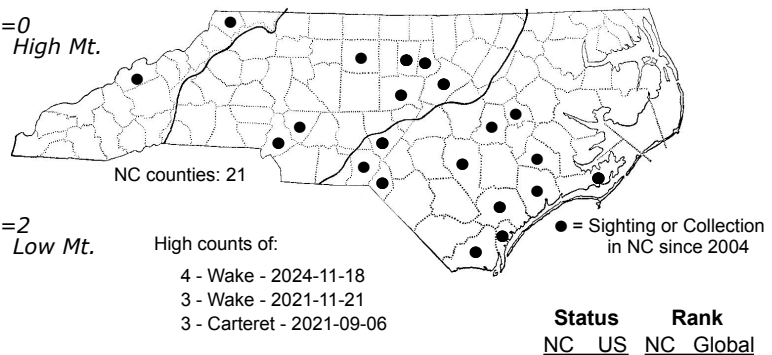 =0
High Mt.
NC counties: 21
=2
Low Mt.
High counts of:
4 - Wake - 2024-11-18
3 - Wake - 2021-11-21
3 - Carteret - 2021-09-06
● = Sighting or Collection
in NC since 2004
Status Rank
NC US NC Global